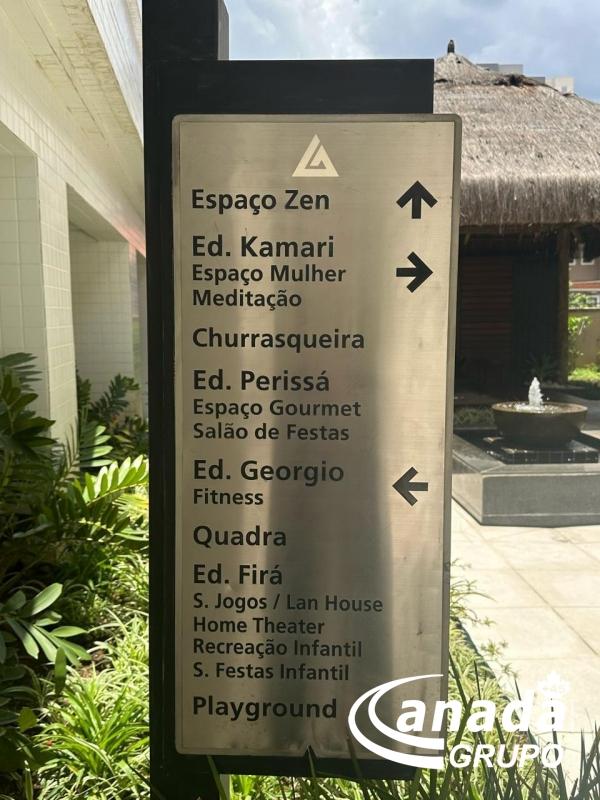 Espaço Zen
Ed. Kamari
Espaço Mulher
Meditação
Churrasqueira
Ed. Perissá
Espaço Gourmet
Salão de Festas
Ed. Georgio
Fitness
Quadra
Ed. Firá
S. Jogos / Lan House
Home Theater
Recreação Infantil
S. Festas Infantil
Playground
Canadá
GRUPO